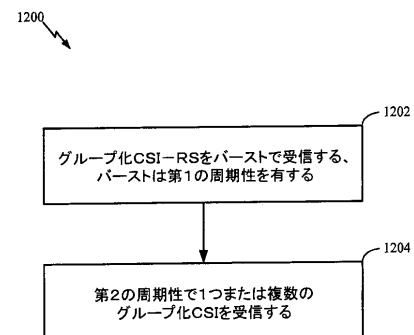 1200
1202
グループ化CSI-RSをバーストで受信する、
バーストは第1の周期性を有する
1204
第2の周期性で1つまたは複数の
グループ化CSIを受信する